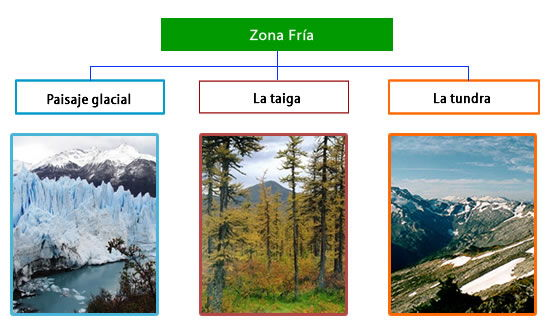 Zona Fría
Paisaje glacial
La taiga
La tundra